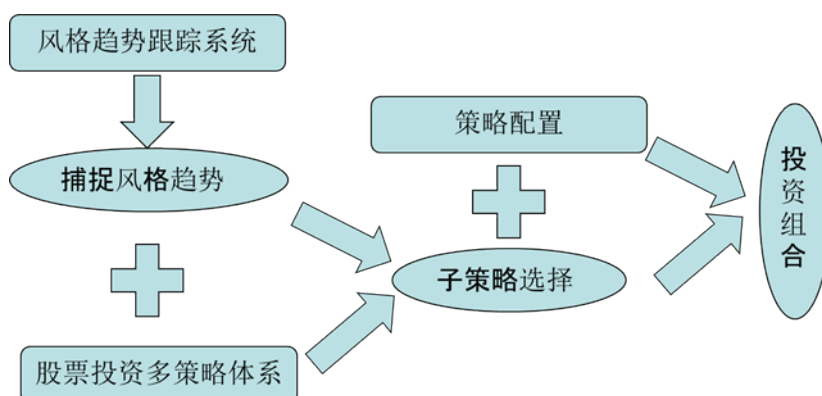 风格趋势跟踪系统
策略配置
捕捉风格趋势
投资组合
子策略选择
股票投资多策略体系